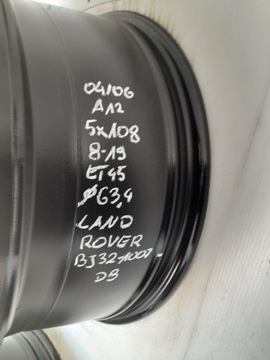 04106
A12
5x108
8-19
ET45
Ø63,4
LAND
ROVER
BJ32-1007-
DB